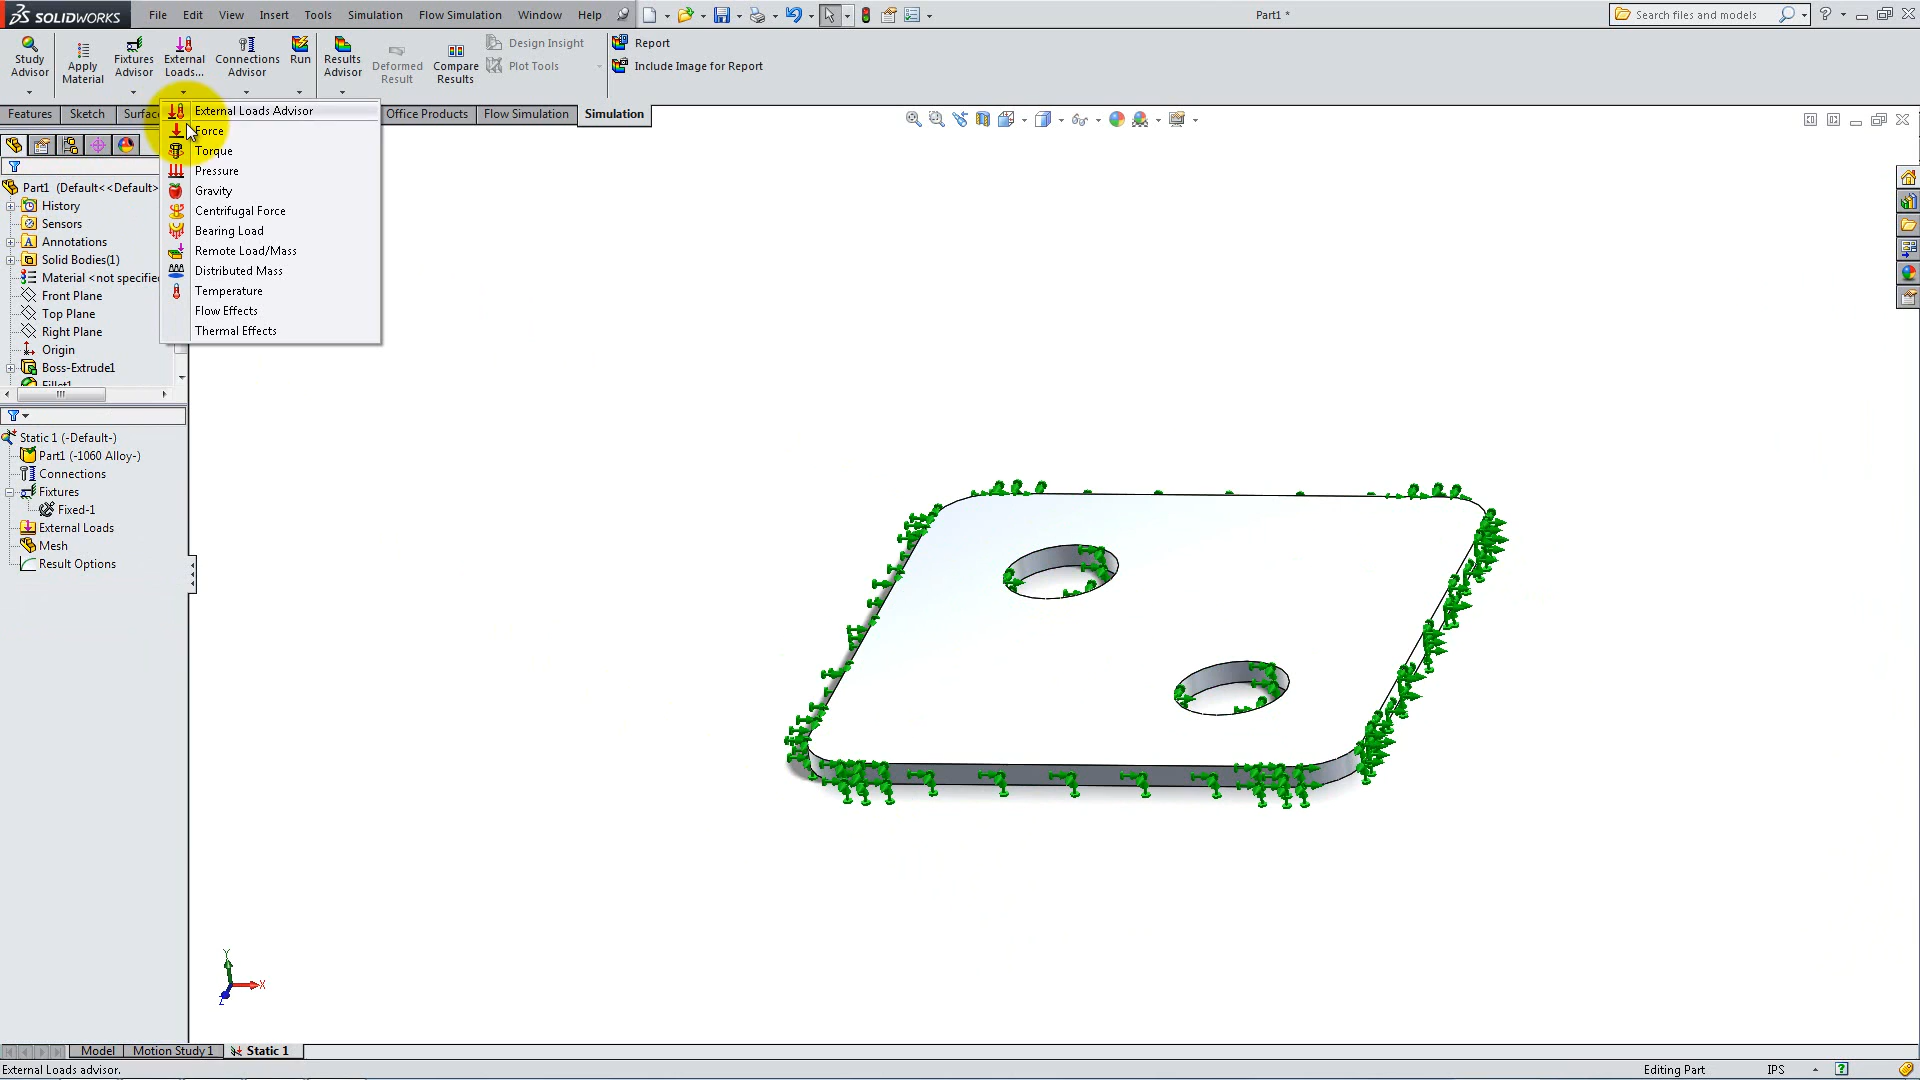 SOLIDWORKS File Edit View Insert Tools Simulation Flow Simulation Window Help Part1 * Search files and models
Study Advisor
Apply Material
Fixtures Advisor
External Loads...
Connections Advisor
Run
Results Advisor
Deformed Result
Compare Results
Design Insight
Plot Tools
Report
Include Image for Report
Features Sketch Surfac Office Products Flow Simulation Simulation
External Loads Advisor
Force
Torque
Pressure
Gravity
Centrifugal Force
Bearing Load
Remote Load/Mass
Distributed Mass
Temperature
Flow Effects
Thermal Effects
Part1 (Default<<Default>
History
Sensors
Annotations
Solid Bodies(1)
Material <not specifie
Front Plane
Top Plane
Right Plane
Origin
Boss-Extrude1
Fillet1
Static 1 (-Default-)
Part1 (-1060 Alloy-)
Connections
Fixtures
Fixed-1
External Loads
Mesh
Result Options
Y
X
Z
Model Motion Study 1 Static 1
External Loads advisor. Editing Part IPS